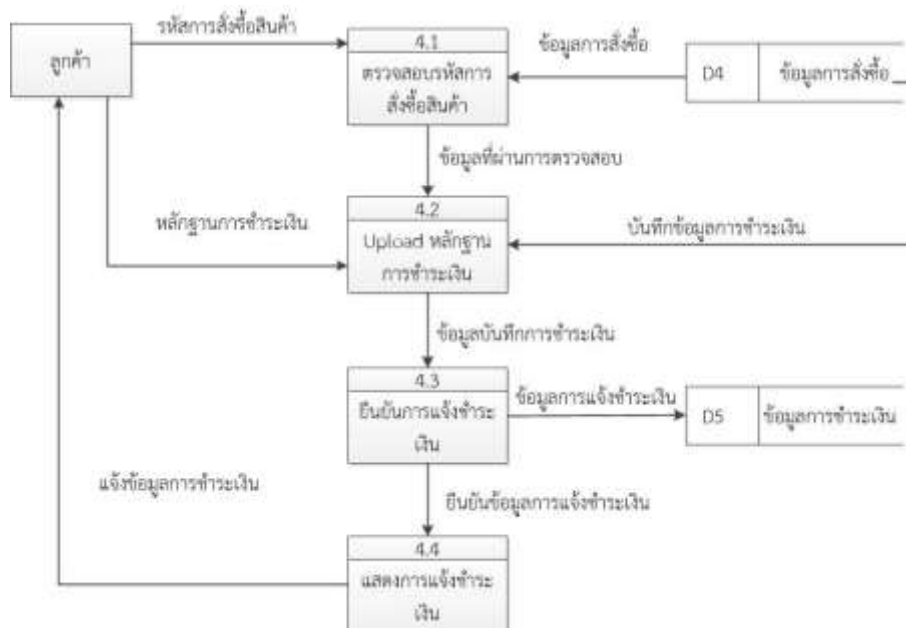 รหัสการสั่งซื้อสินค้า
ลูกค้า
4.1
ตรวจสอบรหัสการ
สั่งซื้อสินค้า
ข้อมูลการสั่งซื้อ
D4
ข้อมูลการสั่งซื้อ
ข้อมูลที่ผ่านการตรวจสอบ
หลักฐานการชำระเงิน
4.2
Upload หลักฐาน
การชำระเงิน
บันทึกข้อมูลการชำระเงิน
ข้อมูลบันทึกการชำระเงิน
4.3
ยืนยันการแจ้งชำระ
เงิน
ข้อมูลการแจ้งชำระเงิน
D5
ข้อมูลการชำระเงิน
แจ้งข้อมูลการชำระเงิน
ยืนยันข้อมูลการแจ้งชำระเงิน
4.4
แสดงการแจ้งชำระ
เงิน